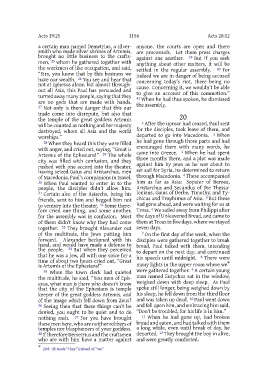 Acts 19:25
1156
Acts 20:12
a certain man named Demetrius, a silver-
smith who made silver shrines of Artemis,
brought no little business to the crafts-
men, 25 whom he gathered together with
the workmen of like occupation, and said,
"Sirs, you know that by this business we
have our wealth. 26 You see and hear that
not at Ephesus alone, but almost through-
out all Asia, this Paul has persuaded and
turned away many people, saying that they
are no gods that are made with hands.
27 Not only is there danger that this our
trade come into disrepute, but also that
the temple of the great goddess Artemis
will be counted as nothing and her majesty
destroyed, whom all Asia and the world
worships."
28 When they heard this they were filled
with anger, and cried out, saying, "Great is
Artemis of the Ephesians!" 29 The whole
city was filled with confusion, and they
rushed with one accord into the theater,
having seized Gaius and Aristarchus, men
of Macedonia, Paul's companions in travel.
30 When Paul wanted to enter in to the
people, the disciples didn't allow him.
31 Certain also of the Asiarchs, being his
friends, sent to him and begged him not
to venture into the theater. 32 Some there-
fore cried one thing, and some another,
for the assembly was in confusion. Most
of them didn't know why they had come
together. 33 They brought Alexander out
of the multitude, the Jews putting him
forward. Alexander beckoned with his
hand, and would have made a defense to
the people. 34 But when they perceived
that he was a Jew, all with one voice for a
time of about two hours cried out, "Great
is Artemis of the Ephesians!"
35 When the town clerk had quieted
the multitude, he said, "You men of Eph-
esus, what man is there who doesn't know
that the city of the Ephesians is temple
keeper of the great goddess Artemis, and
of the image which fell down from Zeus?
36 Seeing then that these things can't be
denied, you ought to be quiet and to do
nothing rash. 37 For you have brought
these men here, who are neither robbers of
temples nor blasphemers of your goddess.
38 If therefore Demetrius and the craftsmen
who are with him have a matter against
anyone, the courts are open and there
are proconsuls. Let them press charges
against one another. 39 But if you seek
anything about other matters, it will be
settled in the regular assembly. 40 For
indeed we are in danger of being accused
concerning today's riot, there being no
cause. Concerning it, we wouldn't be able
to give an account of this commotion."
41 When he had thus spoken, he dismissed
the assembly.
20
1 After the uproar had ceased, Paul sent
for the disciples, took leave of them, and
departed to go into Macedonia. 2 When
he had gone through those parts and had
encouraged them with many words, he
came into Greece. 3 When he had spent
three months there, and a plot was made
against him by Jews as he was about to
set sail for Syria, he determined to return
through Macedonia. 4 These accompanied
him as far as Asia: Sopater of Beroea,
Aristarchus and Secundus of the Thessa-
lonians, Gaius of Derbe, Timothy, and Ty-
chicus and Trophimus of Asia. 5 But these
had gone ahead, and were waiting for us at
Troas. 6 We sailed away from Philippi after
the days of Unleavened Bread, and came to
them at Troas in five days, where we stayed
seven days.
7 On the first day of the week, when the
disciples were gathered together to break
bread, Paul talked with them, intending
to depart on the next day; and continued
his speech until midnight. 8 There were
many lights in the upper room where we
were gathered together. 9 A certain young
man named Eutychus sat in the window,
weighed down with deep sleep. As Paul
spoke still longer, being weighed down by
his sleep, he fell down from the third floor
and was taken up dead. 10 Paul went down
and fell upon him, and embracing him said,
"Don't be troubled, for his life is in him."
11 When he had gone up, had broken
bread and eaten, and had talked with them
a long while, even until break of day, he
departed. 12 They brought the boy in alive,
and were greatly comforted.